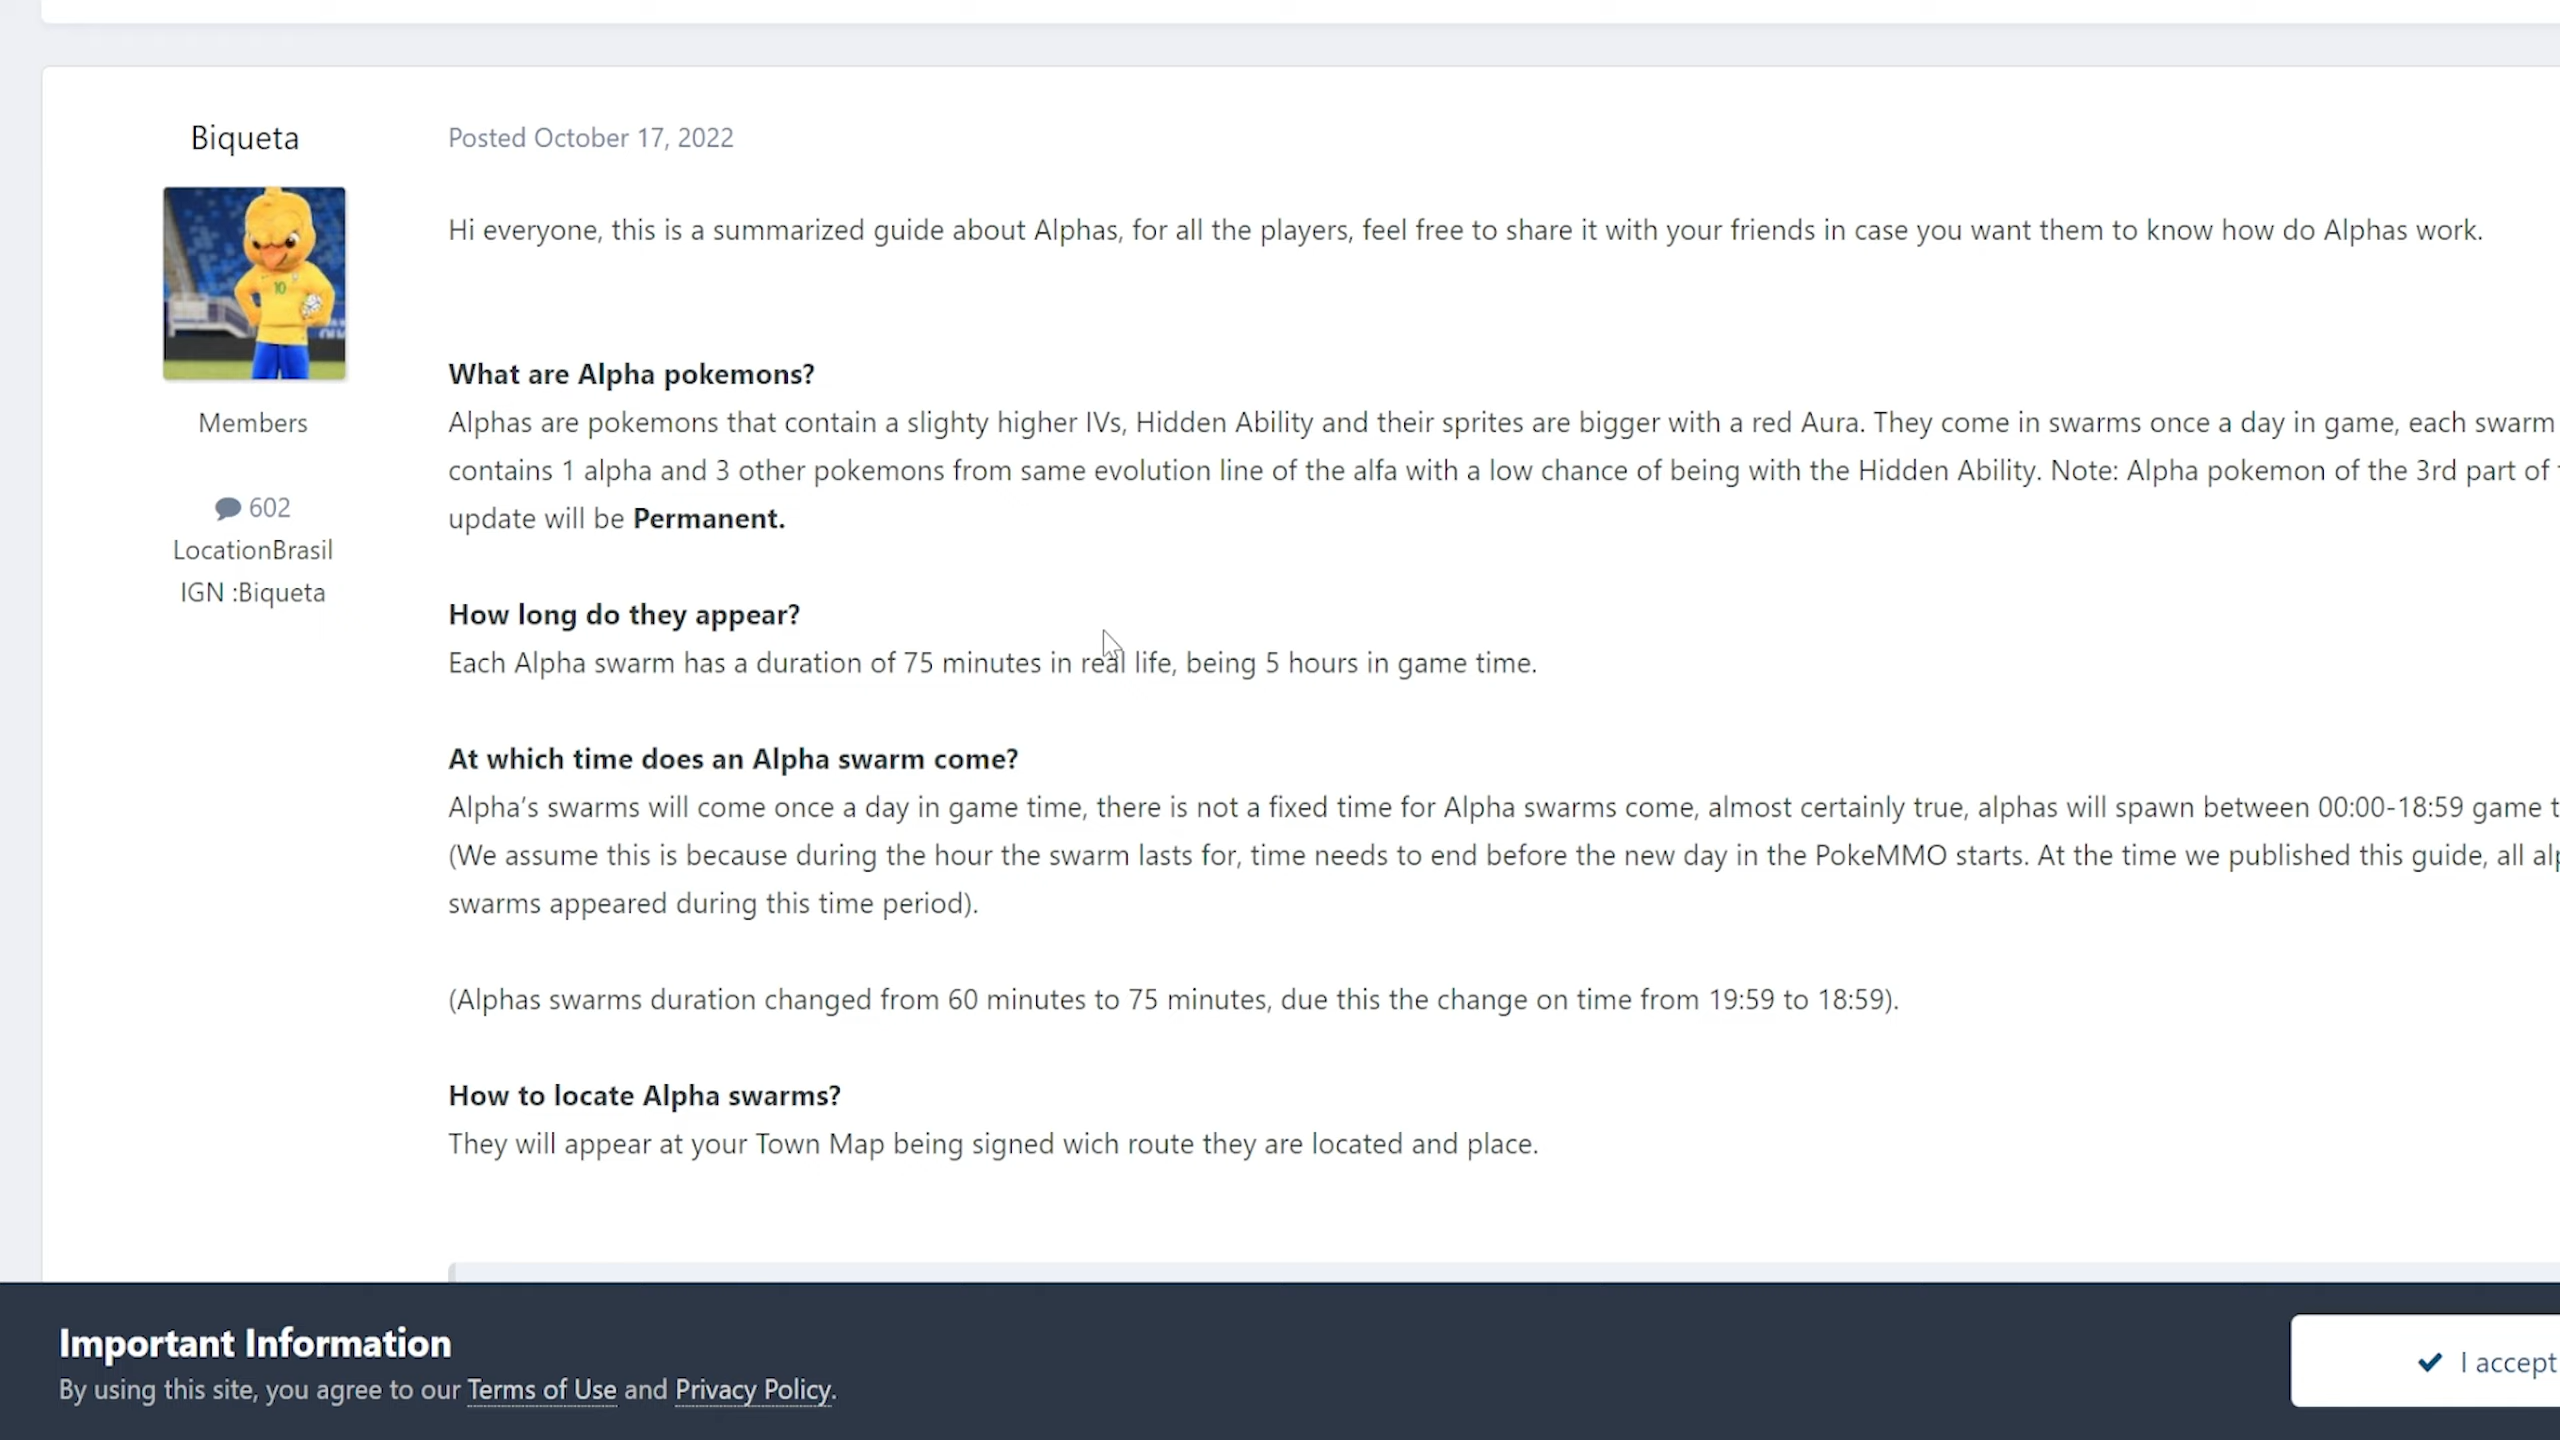 Biqueta
Posted October 17, 2022
Hi everyone, this is a summarized guide about Alphas, for all the players, feel free to share it with your friends in case you want them to know how do Alphas work.
10
What are Alpha pokemons?
Members
Alphas are pokemons that contain a slighty higher IVs, Hidden Ability and their sprites are bigger with a red Aura. They come in swarms once a day in game, each swarm
contains 1 alpha and 3 other pokemons from same evolution line of the alfa with a low chance of being with the Hidden Ability. Note: Alpha pokemon of the 3rd part of
602
update will be Permanent.
LocationBrasil
IGN :Biqueta
How long do they appear?
Each Alpha swarm has a duration of 75 minutes in real life, being 5 hours in game time.
At which time does an Alpha swarm come?
Alpha’s swarms will come once a day in game time, there is not a fixed time for Alpha swarms come, almost certainly true, alphas will spawn between 00:00-18:59 game
(We assume this is because during the hour the swarm lasts for, time needs to end before the new day in the PokeMMO starts. At the time we published this guide, all
swarms appeared during this time period).
(Alphas swarms duration changed from 60 minutes to 75 minutes, due this the change on time from 19:59 to 18:59).
How to locate Alpha swarms?
They will appear at your Town Map being signed wich route they are located and place.
Important Information
By using this site, you agree to our Terms of Use and Privacy Policy.
I accept